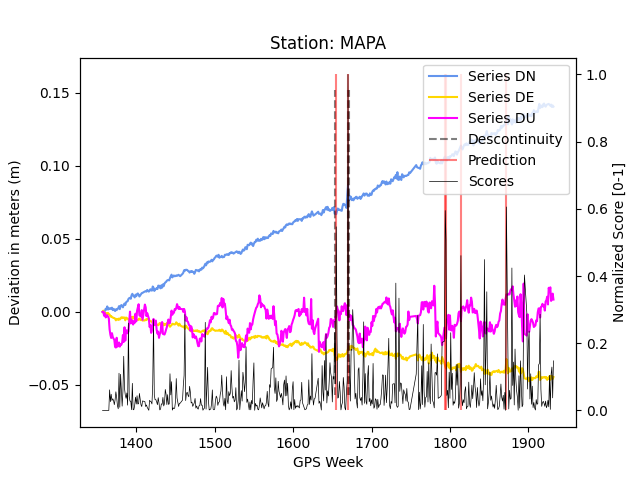 Station: MAPA
Series DN
Series DE
Series DU
Discontinuity
Prediction
Scores
0.15
0.10
0.05
0.00
−0.05
1.0
0.8
0.6
0.4
0.2
0.0
1400 1500 1600 1700 1800 1900
GPS Week
Deviation in meters (m)
Normalized Score [0-1]